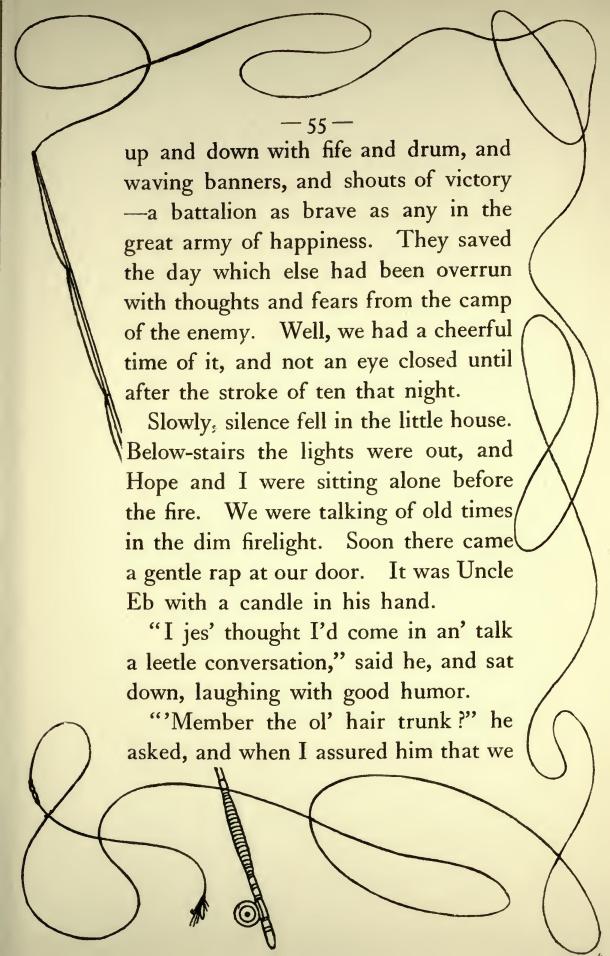 — 55 —
up and down with fife and drum, and
waving banners, and shouts of victory
—a battalion as brave as any in the
great army of happiness. They saved
the day which else had been overrun
with thoughts and fears from the camp
of the enemy. Well, we had a cheerful
time of it, and not an eye closed until
after the stroke of ten that night.
Slowly, silence fell in the little house.
Below-stairs the lights were out, and
Hope and I were sitting alone before
the fire. We were talking of old times
in the dim firelight. Soon there came
a gentle rap at our door. It was Uncle
Eb with a candle in his hand.
“I jes’ thought I’d come in an’ talk
a leetle conversation,” said he, and sat
down, laughing with good humor.
“’Member the ol’ hair trunk?” he
asked, and when I assured him that we